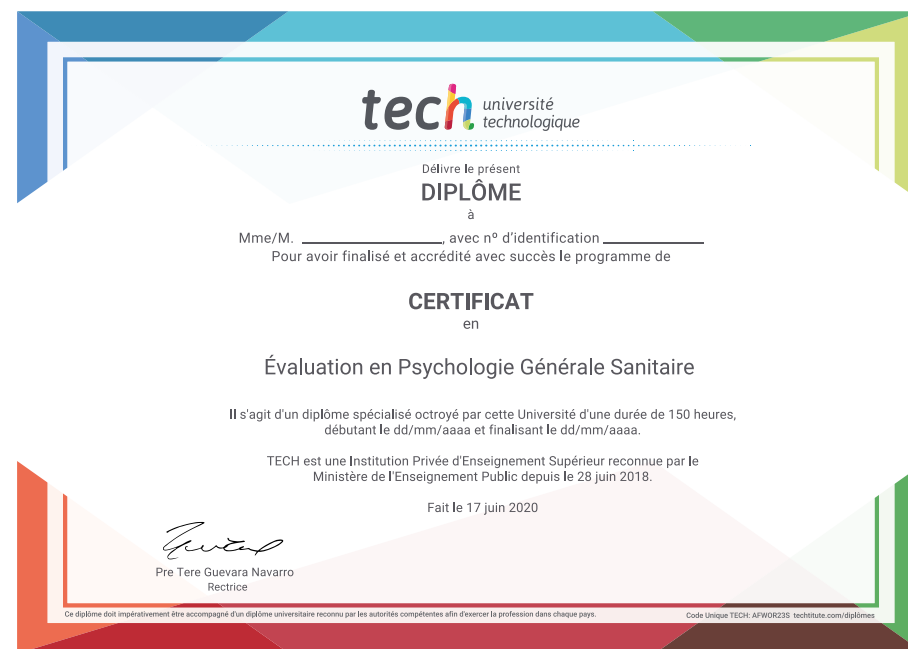 tech université
technologique
Délivre le présent
DIPLÔME
à
Mme/M. ____________________, avec nº d'identification ______________
Pour avoir finalisé et accrédité avec succès le programme de
CERTIFICAT
en
Évaluation en Psychologie Générale Sanitaire
Il s'agit d'un diplôme spécialisé octroyé par cette Université d'une durée de 150 heures,
débutant le dd/mm/aaaa et finalisant le dd/mm/aaaa.
TECH est une Institution Privée d'Enseignement Supérieur reconnue par le
Ministère de l'Enseignement Public depuis le 28 juin 2018.
Fait le 17 juin 2020
Pre Tere Guevara Navarro
Rectrice
Ce diplôme doit impérativement être accompagné d'un diplôme universitaire reconnu par les autorités compétentes afin d'exercer la profession dans chaque pays.
Code Unique TECH: AFWOR23S techtitute.com/diplômes